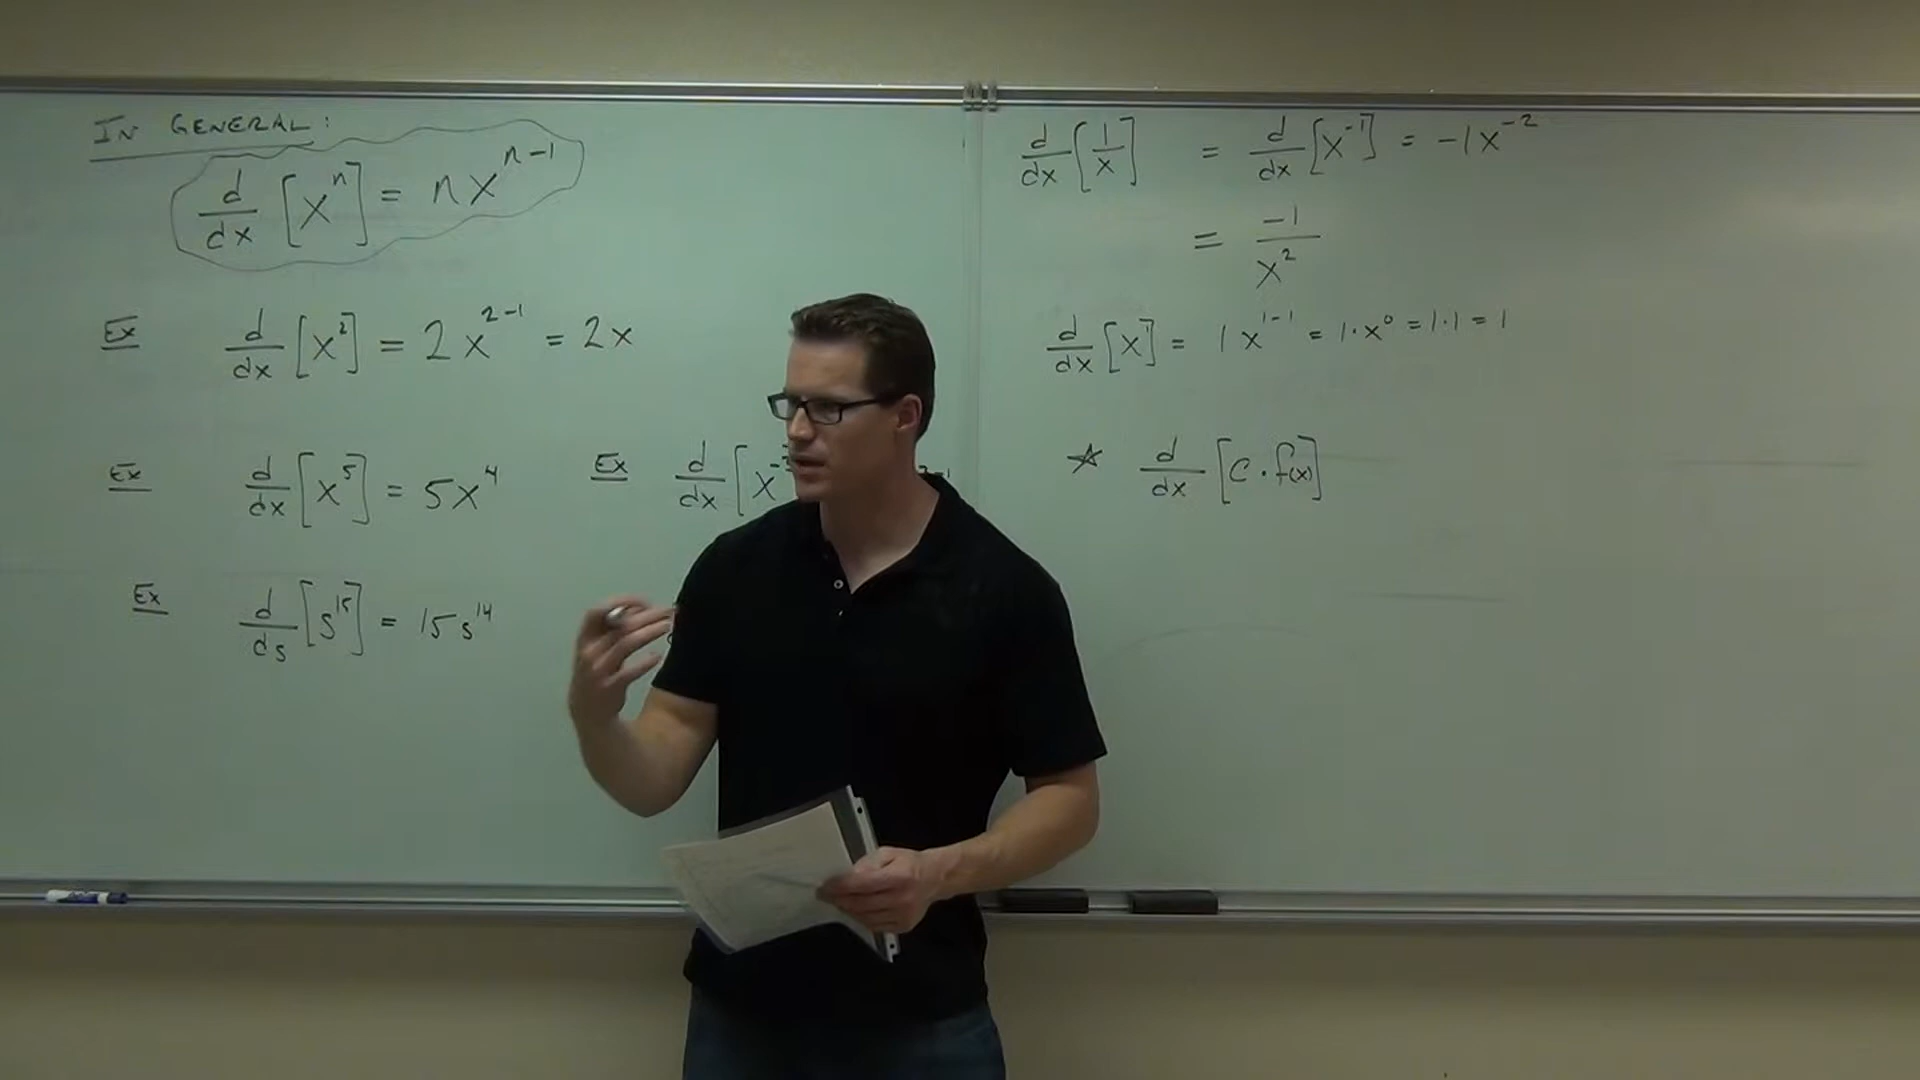 IN GENERAL:
d/dx [x^n] = nx^(n-1)
Ex d/dx [x^2] = 2x^(2-1) = 2x
Ex d/dx [x^5] = 5x^4
Ex d/dx [x^-
Ex d/ds [s^15] = 15s^14
d/dx [1/x] = d/dx [x^-1] = -1x^-2
= -1/x^2
d/dx [x^1] = 1x^(1-1) = 1·x^0 = 1·1 = 1
☆ d/dx [c·f(x)]